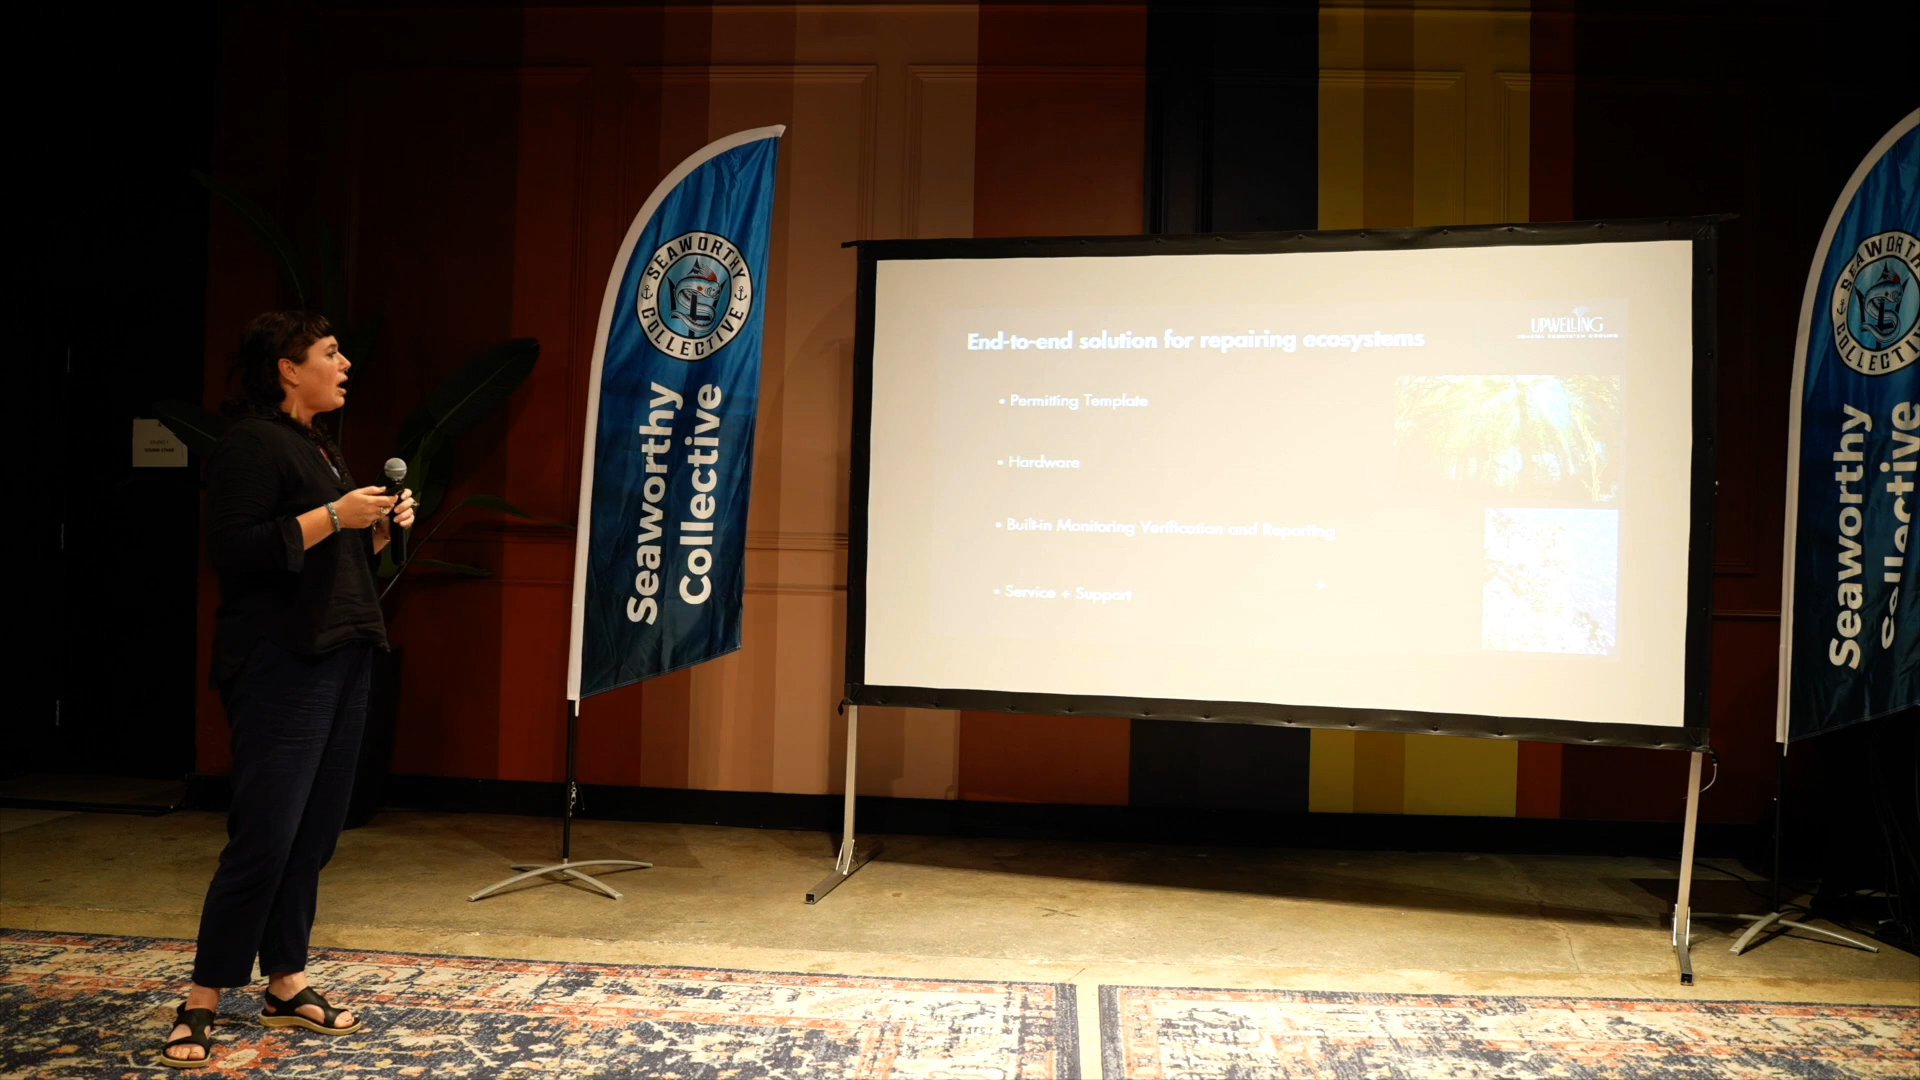 SEAWORTHY
COLLECTIVE
Seaworthy
Collective
End-to-end solution for repairing ecosystems
UPWELLING
• Permitting Template
• Hardware
• Built-in Monitoring Verification and Reporting
• Service + Support
SEAWORTHY
COLLECTIVE
Seaworthy
Collective